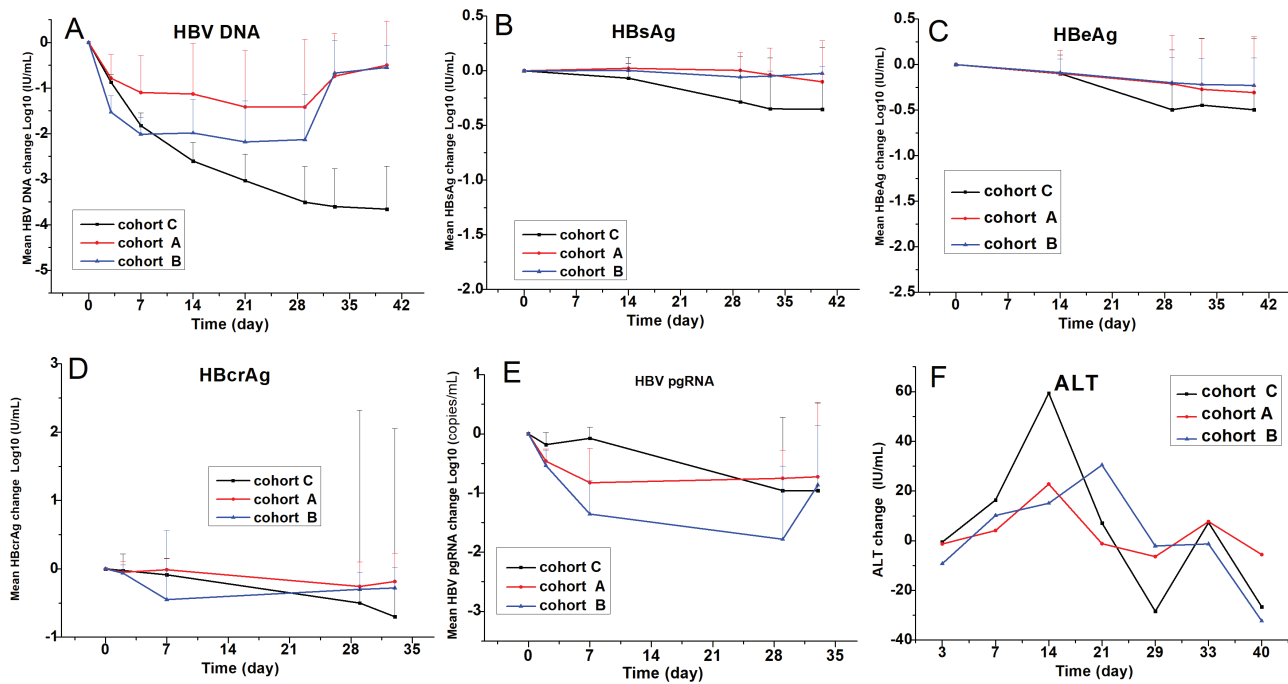 A
HBV DNA
Mean HBV DNA change Log10 (IU/mL)
0
-1
-2
-3
-4
-5
cohort C
cohort A
cohort B
0 7 14 21 28 35 42
Time (day)
B
HBsAg
Mean HBsAg change Log10 (IU/mL)
0.5
0.0
-0.5
-1.0
-1.5
-2.0
cohort C
cohort A
cohort B
0 7 14 21 28 35 42
Time (day)
C
HBeAg
Mean HBeAg change Log10 (IIU/mL)
0.5
0.0
-0.5
-1.0
-1.5
-2.0
-2.5
cohort C
cohort A
cohort B
0 7 14 21 28 35 42
Time (day)
D
HBcrAg
Mean HBcrAg change Log10 (U/mL)
3
2
1
0
-1
cohort C
cohort A
cohort B
0 7 14 21 28 35
Time (day)
E
HBV pgRNA
Mean HBV pgRNA change Log10 (copies/mL)
1
0
-1
-2
-3
cohort C
cohort A
cohort B
0 7 14 21 28 35
Time (day)
F
ALT
ALT change (IU/mL)
60
40
20
0
-20
-40
cohort C
cohort A
cohort B
3 7 14 21 29 33 40
Time (day)